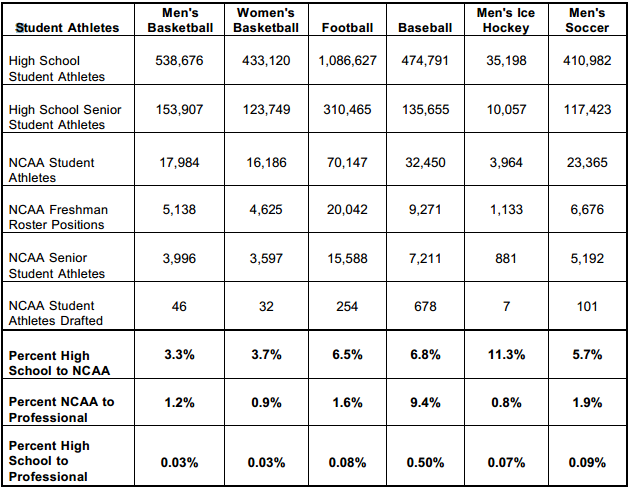 Student Athletes Men's Basketball Women's Basketball Football Baseball Men's Ice Hockey Men's Soccer
High School Student Athletes 538,676 433,120 1,086,627 474,791 35,198 410,982
High School Senior Student Athletes 153,907 123,749 310,465 135,655 10,057 117,423
NCAA Student Athletes 17,984 16,186 70,147 32,450 3,964 23,365
NCAA Freshman Roster Positions 5,138 4,625 20,042 9,271 1,133 6,676
NCAA Senior Student Athletes 3,996 3,597 15,588 7,211 881 5,192
NCAA Student Athletes Drafted 46 32 254 678 7 101
Percent High School to NCAA 3.3% 3.7% 6.5% 6.8% 11.3% 5.7%
Percent NCAA to Professional 1.2% 0.9% 1.6% 9.4% 0.8% 1.9%
Percent High School to Professional 0.03% 0.03% 0.08% 0.50% 0.07% 0.09%